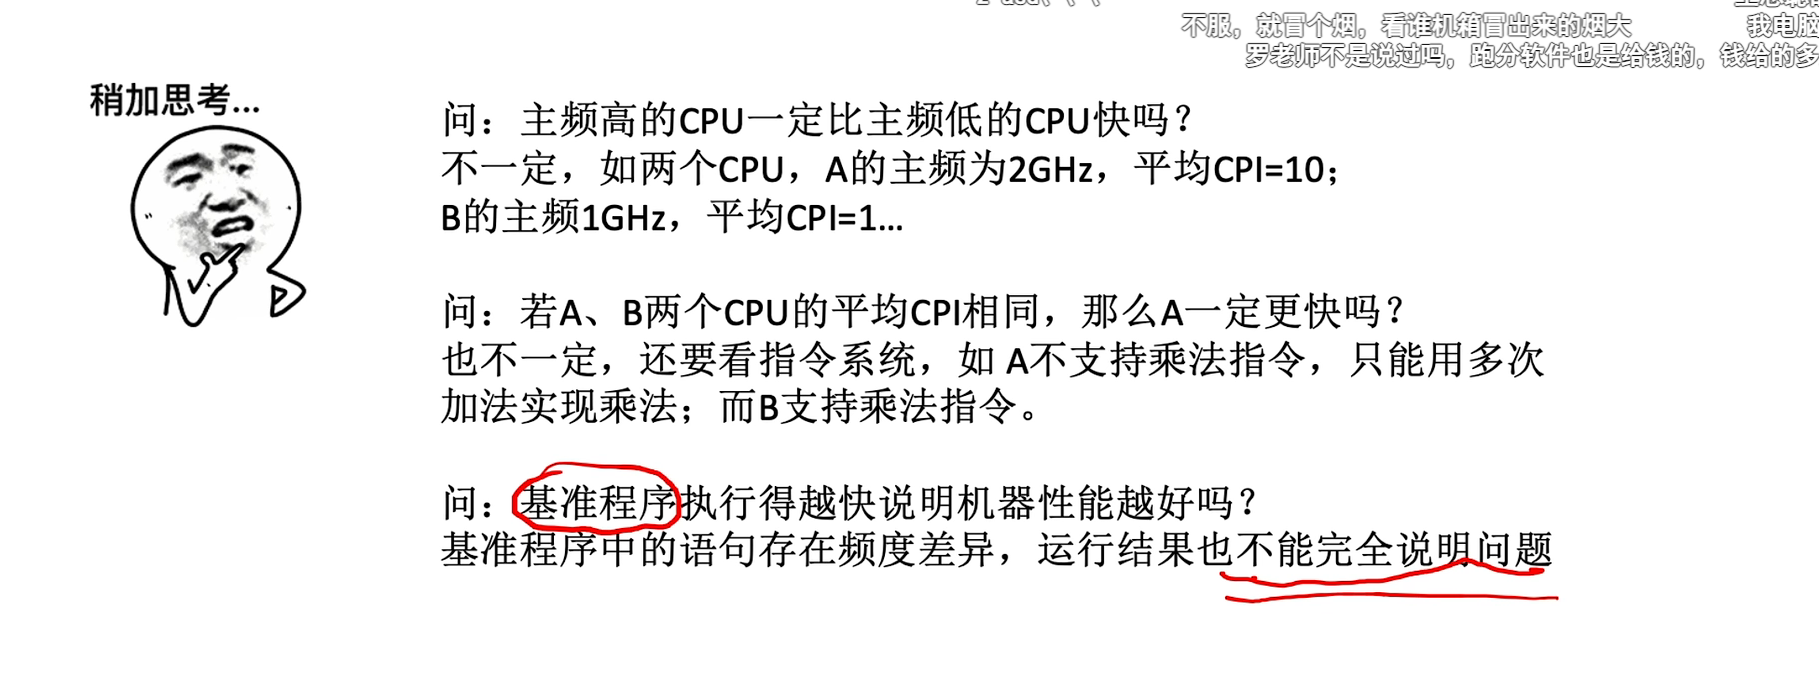 不服，就冒个烟，看谁机箱冒出来的烟大
我电脑
罗老师不是说过吗，跑分软件也是给钱的，钱给的多
稍加思考...
问：主频高的CPU一定比主频低的CPU快吗？
不一定，如两个CPU，A的主频为2GHz，平均CPI=10；
B的主频1GHz，平均CPI=1...
问：若A、B两个CPU的平均CPI相同，那么A一定更快吗？
也不一定，还要看指令系统，如 A不支持乘法指令，只能用多次
加法实现乘法；而B支持乘法指令。
问：基准程序执行得越快说明机器性能越好吗？
基准程序中的语句存在频度差异，运行结果也不能完全说明问题